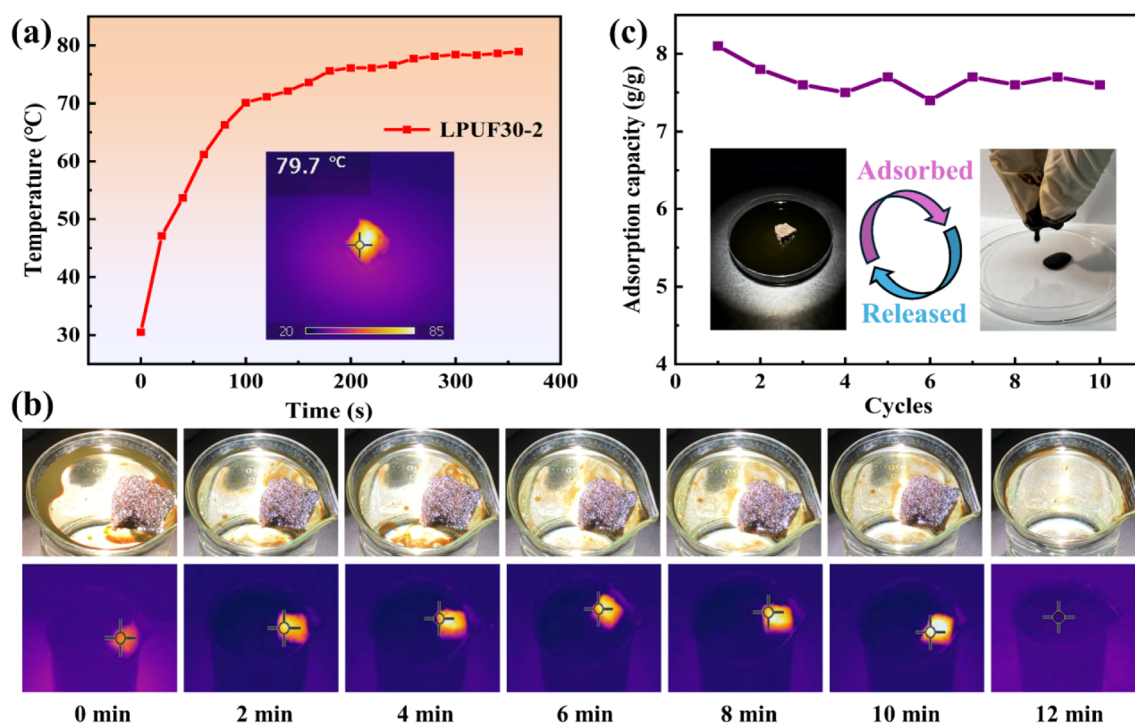 (a)
80
70
60
50
40
30
Temperature (℃)
0
100
200
300
400
Time (s)
LPUF30-2
79.7 ℃
20
85
(c)
8
7
6
5
4
Adsorption capacity (g/g)
0
2
4
6
8
10
Cycles
Adsorbed
Released
(b)
0 min
2 min
4 min
6 min
8 min
10 min
12 min